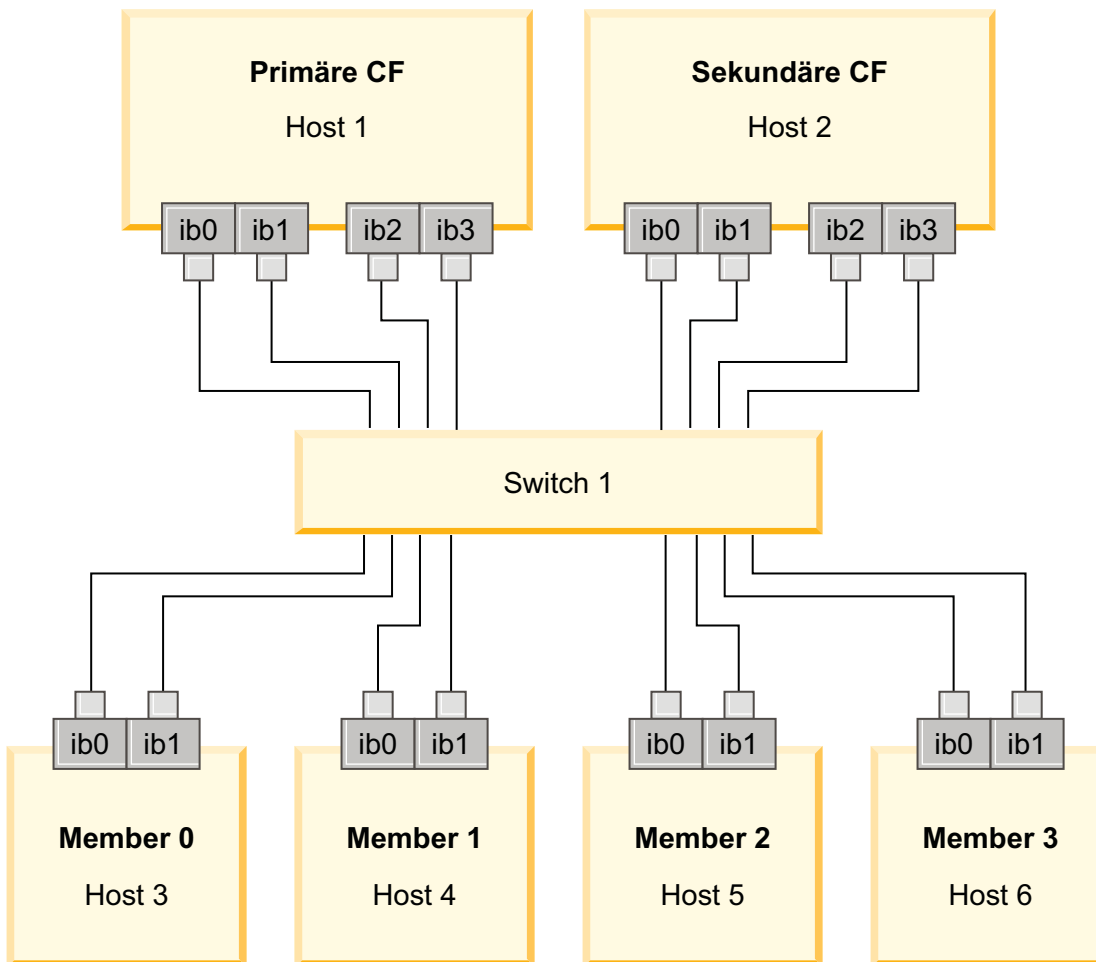 Primäre CF
Host 1
Sekundäre CF
Host 2
ib0 ib1 ib2 ib3
ib0 ib1 ib2 ib3
Switch 1
ib0 ib1
ib0 ib1
ib0 ib1
ib0 ib1
Member 0
Host 3
Member 1
Host 4
Member 2
Host 5
Member 3
Host 6